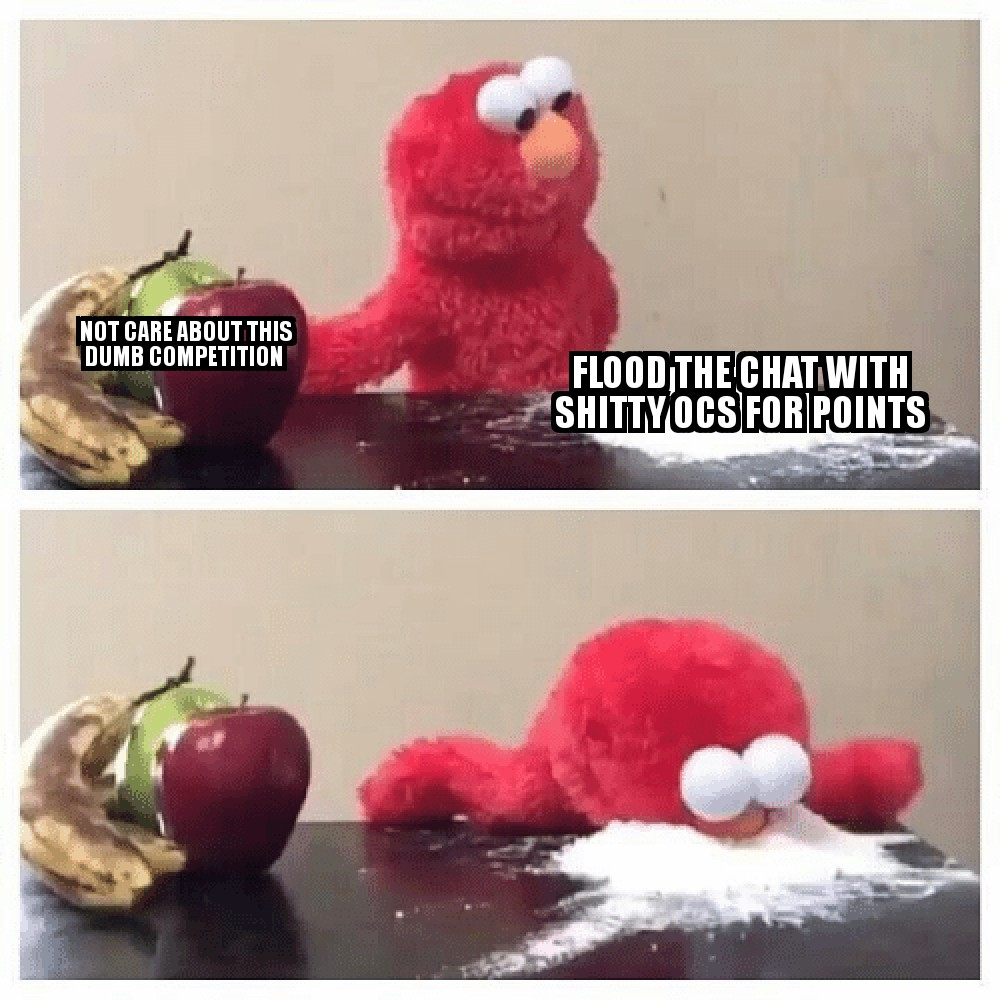 NOT CARE ABOUT THIS
DUMB COMPETITION
FLOOD THE CHAT WITH
SHITTY OCS FOR POINTS